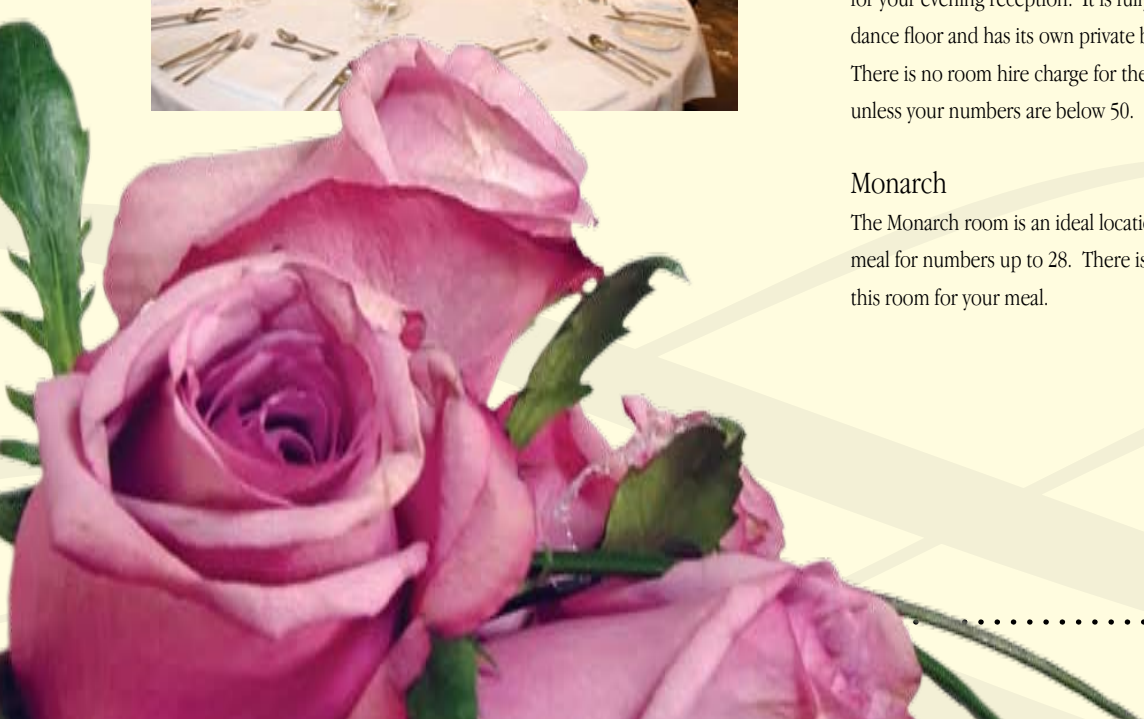 for your evening reception.  It is
dance floor and has its own private
There is no room hire charge for the
unless your numbers are below 50.
Monarch
The Monarch room is an ideal
meal for numbers up to 28.  There is
this room for your meal.